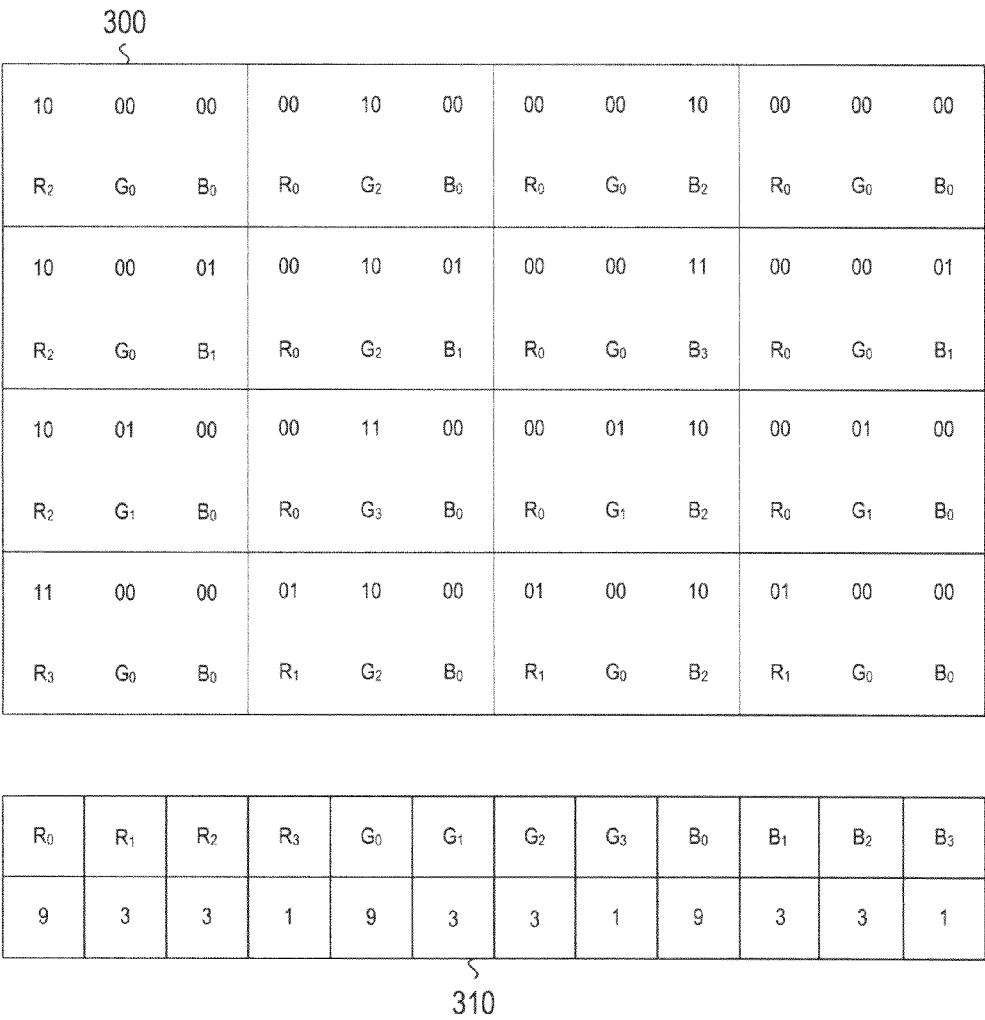 300
10 00 00 00 10 00 00 00 10 00 00 00
R₂ G₀ B₀ R₀ G₂ B₀ R₀ G₀ B₂ R₀ G₀ B₀
10 00 01 00 10 01 00 00 11 00 00 01
R₂ G₀ B₁ R₀ G₂ B₁ R₀ G₀ B₃ R₀ G₀ B₁
10 01 00 00 11 00 00 01 10 00 01 00
R₂ G₁ B₀ R₀ G₃ B₀ R₀ G₁ B₂ R₀ G₁ B₀
11 00 00 01 10 00 01 00 10 01 00 00
R₃ G₀ B₀ R₁ G₂ B₀ R₁ G₀ B₂ R₁ G₀ B₀
R₀ R₁ R₂ R₃ G₀ G₁ G₂ G₃ B₀ B₁ B₂ B₃
9 3 3 1 9 3 3 1 9 3 3 1
310